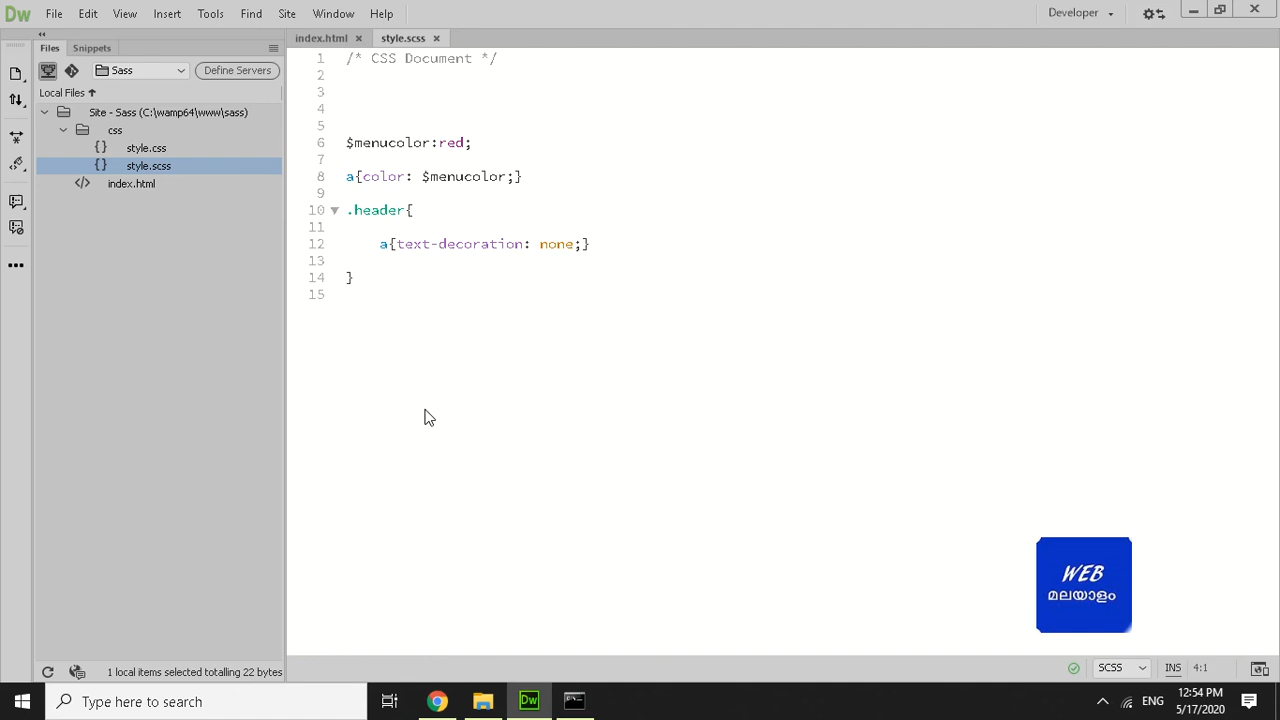 Dw File Edit View Insert Tools Find Site Window Help Developer
Files Snippets
index.html style.scss
Sass Define Servers
Local Files
Site - Sass (C:\wamp64\www\sass)
css
style.css
style.scss
index.html
1 /* CSS Document */
2
3
4
5
6 $menucolor:red;
7
8 a{color: $menucolor;}
9
10 .header{
11
12 a{text-decoration: none;}
13
14 }
15
WEB
മലയാളം
1 local items selected totalling 22 bytes
SCSS INS 4:1
Type here to search
Dw
ENG
12:54 PM
5/17/2020